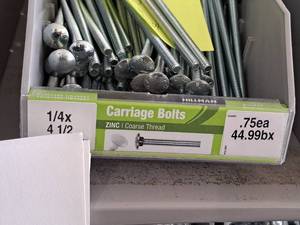 HILLMAN
1/4x
4 1/2
Carriage Bolts
ZINC | Coarse Thread
.75ea
44.99bx